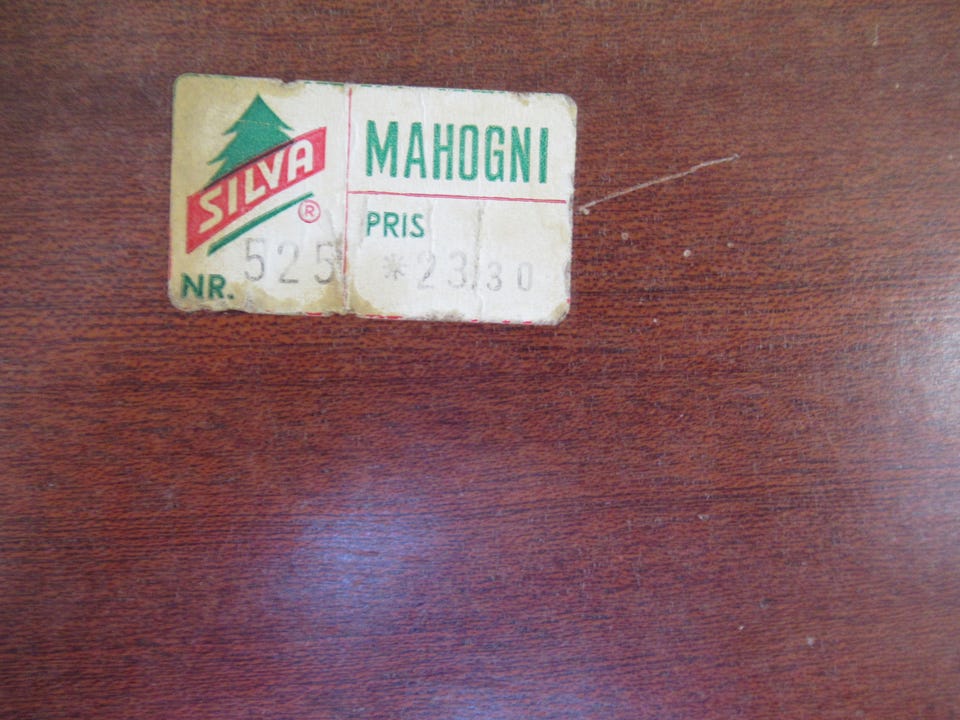 SILVA
®
NR. 525
MAHOGNI
PRIS
*23.30